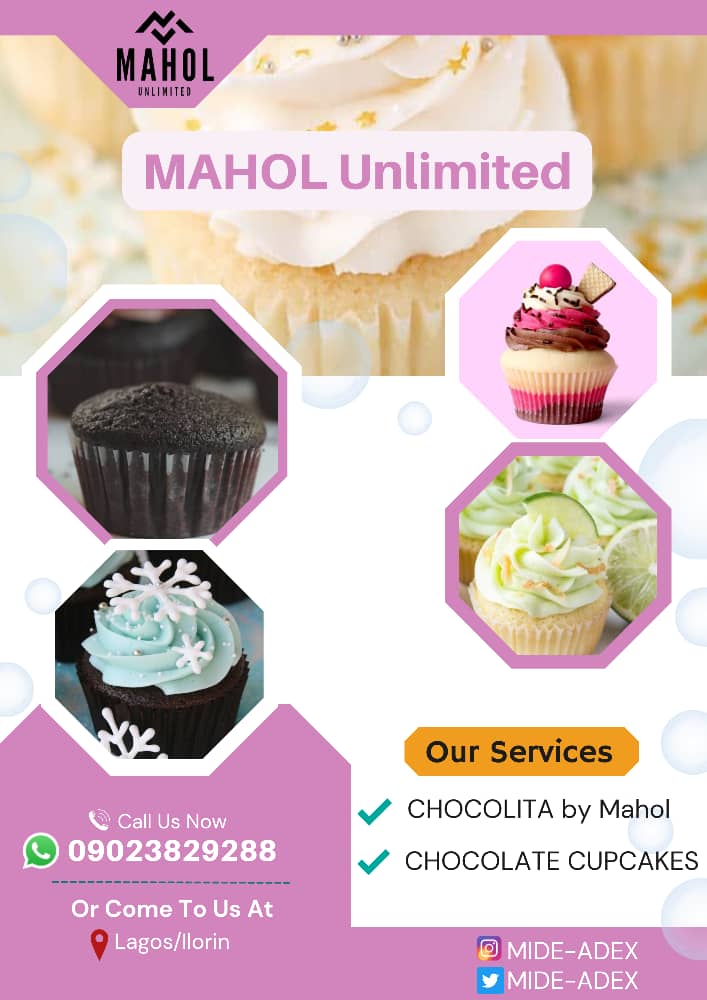 MAHOL
UNLIMITED
MAHOL Unlimited
Our Services
CHOCOLITA by Mahol
CHOCOLATE CUPCAKES
Call Us Now
09023829288
Or Come To Us At
Lagos/Ilorin
MIDE-ADEX
MIDE-ADEX